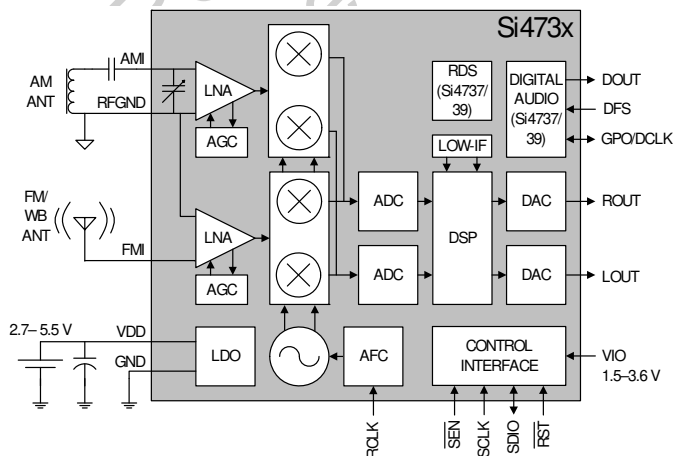 Si473x
AM
ANT
AMI
RFGND
LNA
AGC
RDS
(Si4737/
39)
DIGITAL
AUDIO
(Si4737/
39)
DOUT
DFS
GPO/DCLK
LOW-IF
FM/
WB
ANT
FMI
LNA
AGC
ADC
ADC
DSP
DAC
DAC
ROUT
LOUT
2.7–5.5 V
VDD
GND
LDO
AFC
CONTROL
INTERFACE
VIO
1.5–3.6 V
RCLK
SEN
SCLK
SDIO
RST